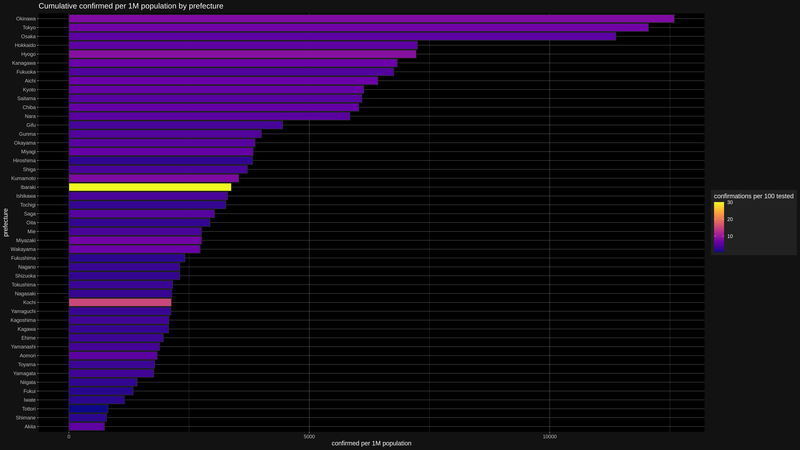 Cumulative confirmed per 1M population by prefecture
Okinawa
Tokyo
Osaka
Hokkaido
Hyogo
Kanagawa
Fukuoka
Aichi
Kyoto
Saitama
Chiba
Nara
Gifu
Gunma
Okayama
Miyagi
Hiroshima
Shiga
Kumamoto
Ibaraki
Ishikawa
Tochigi
Saga
Oita
Mie
Miyazaki
Wakayama
Fukushima
Nagano
Shizuoka
Tokushima
Nagasaki
Kochi
Yamaguchi
Kagoshima
Kagawa
Ehime
Yamanashi
Aomori
Toyama
Yamagata
Niigata
Fukui
Iwate
Tottori
Shimane
Akita
prefecture
0
5000
10000
confirmed per 1M population
confirmations per 100 tested
30
20
10